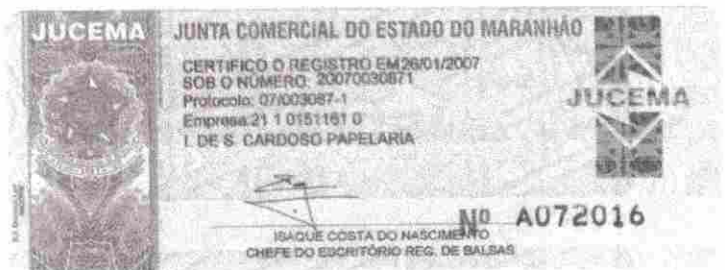 JUCEMA
JUNTA COMERCIAL DO ESTADO DO MARANHÃO
CERTIFICO O REGISTRO EM 26/01/2007
SOB O NÚMERO: 20070030871
Protocolo: 07/003087-1
Empresa: 21 1 0151161 0
I. DE S. CARDOSO PAPELARIA
JUCEMA
Nº A072016
ISAQUE COSTA DO NASCIMENTO
CHEFE DO ESCRITÓRIO REG. DE BALSAS